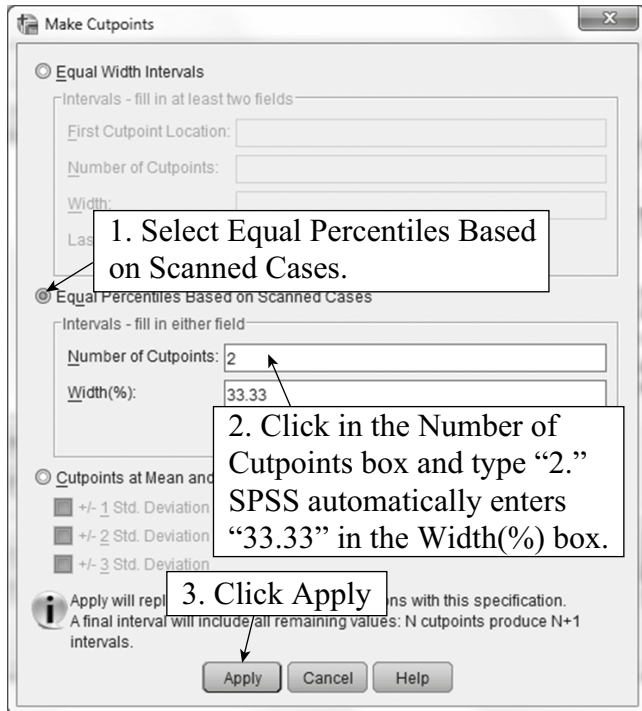 Make Cutpoints
Equal Width Intervals
Intervals - fill in at least two fields
First Cutpoint Location:
Number of Cutpoints:
Width:
Las
1. Select Equal Percentiles Based
on Scanned Cases.
Equal Percentiles Based on Scanned Cases
Intervals - fill in either field
Number of Cutpoints: 2
Width(%): 33.33
2. Click in the Number of
Cutpoints box and type “2.”
SPSS automatically enters
“33.33” in the Width(%) box.
Cutpoints at Mean and
+/- 1 Std. Deviation
+/- 2 Std. Deviation
+/- 3 Std. Deviation
3. Click Apply
Apply will repl ons with this specification.
A final interval will include all remaining values: N cutpoints produce N+1
intervals.
Apply Cancel Help